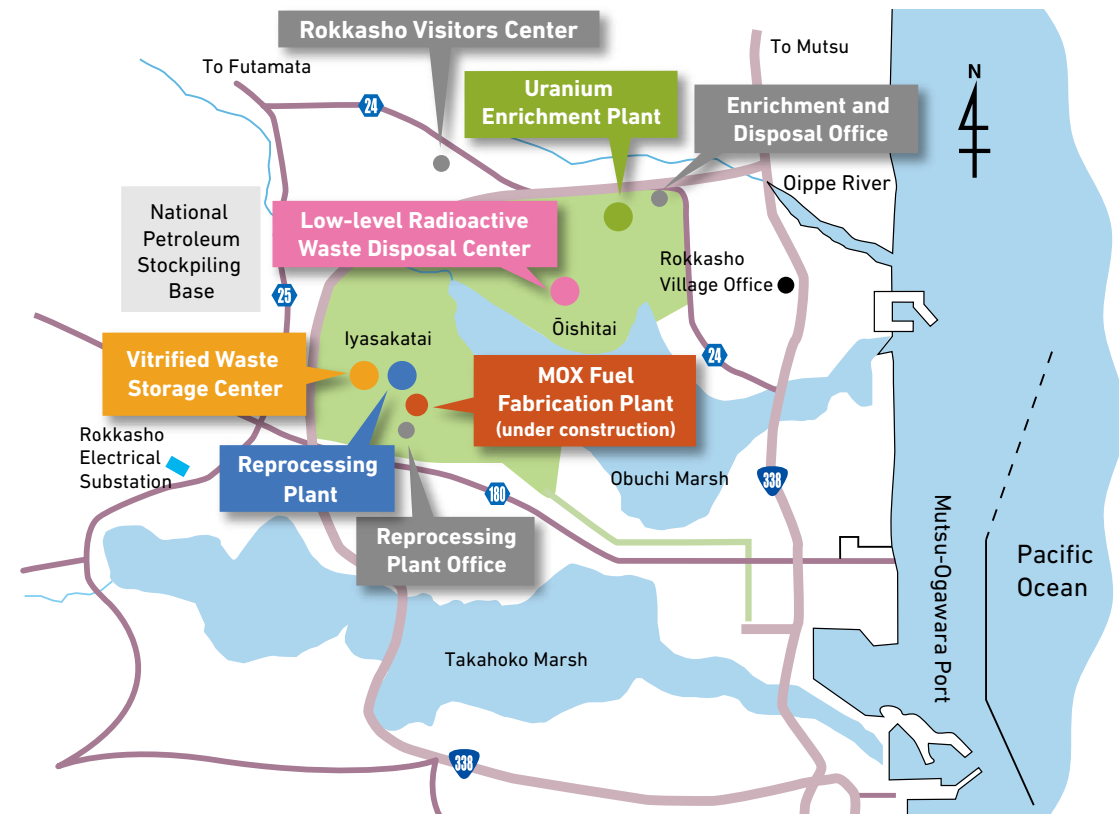 Rokkasho Visitors Center
To Mutsu
To Futamata
N
24
Uranium
Enrichment Plant
Enrichment and
Disposal Office
Oippe River
National
Petroleum
Stockpiling
Base
Low-level Radioactive
Waste Disposal Center
Rokkasho
Village Office
25
Ōishitai
Iyasakatai
24
Vitrified Waste
Storage Center
MOX Fuel
Fabrication Plant
(under construction)
Rokkasho
Electrical
Substation
Reprocessing
Plant
Obuchi Marsh
338
180
Reprocessing
Plant Office
Mutsu-Ogawara Port
Pacific
Ocean
Takahoko Marsh
338